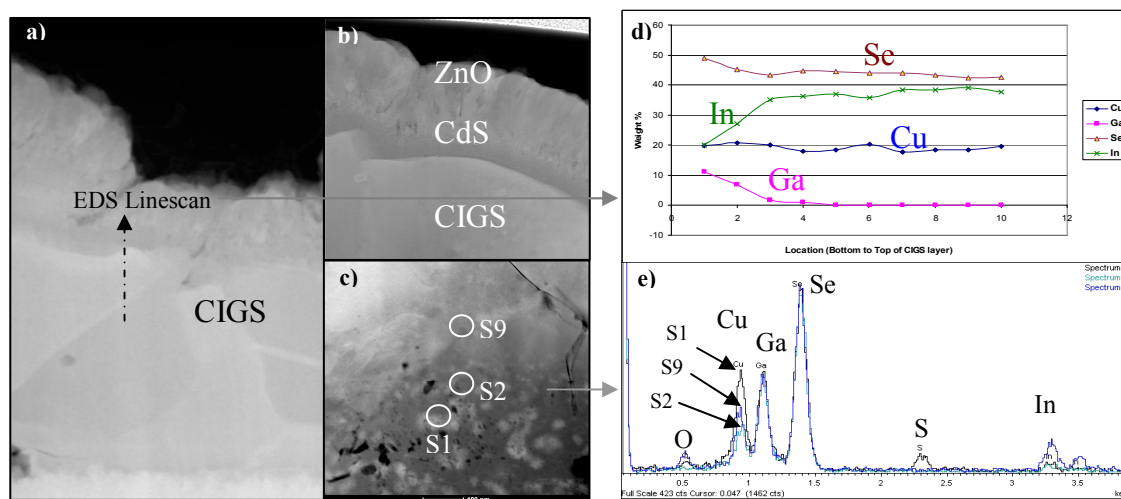 a)
EDS Linescan
CIGS
b)
ZnO
CdS
CIGS
c)
S9
S2
S1
d)
60
50
40
30
20
10
0
-10
Weight %
Se
In
Cu
Ga
0 2 4 6 8 10 12
Location (Bottom to Top of CIGS layer)
Cu
Ga
Se
In
e)
Spectrum
Spectrum
Spectrum
Se
Se
Cu
Ga
S1
Cu
Ga
S9
S2
O
S
S
In
In
0.5 1 1.5 2 2.5 3 3.5
Full Scale 423 cts Cursor: 0.047 (1462 cts)